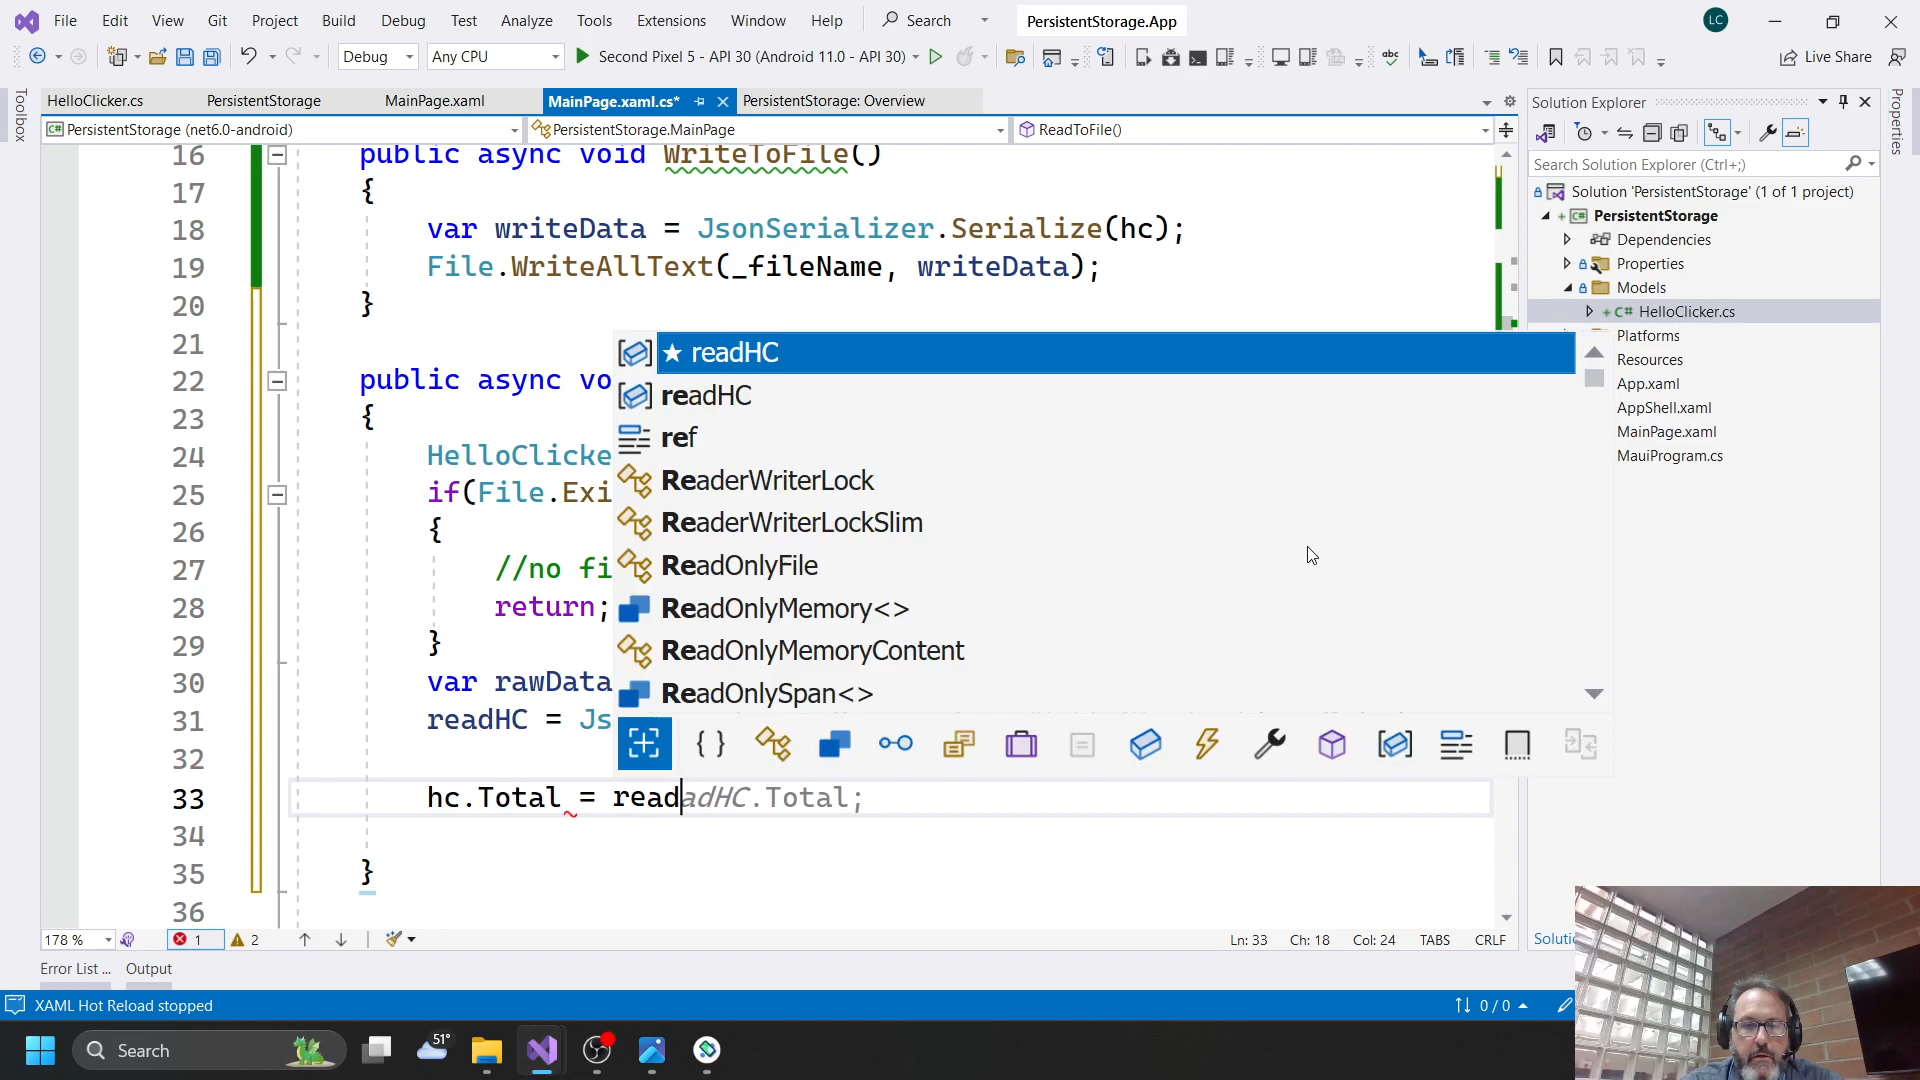 File Edit View Git Project Build Debug Test Analyze Tools Extensions Window Help Search PersistentStorage.App LC
Debug Any CPU Second Pixel 5 - API 30 (Android 11.0 - API 30) abc Live Share
Toolbox
HelloClicker.cs PersistentStorage MainPage.xaml MainPage.xaml.cs* PersistentStorage: Overview
PersistentStorage (net6.0-android) PersistentStorage.MainPage ReadToFile()
16 public async void WriteToFile()
17 {
18 var writeData = JsonSerializer.Serialize(hc);
19 File.WriteAllText(_fileName, writeData);
20 }
21
22 public async vo
23 {
24 HelloClicke
25 if(File.Exi
26 {
27 //no fi
28 return;
29 }
30 var rawData
31 readHC = Js
32
33 hc.Total = readadHC.Total;
34
35 }
36
★ readHC
readHC
ref
ReaderWriterLock
ReaderWriterLockSlim
ReadOnlyFile
ReadOnlyMemory<>
ReadOnlyMemoryContent
ReadOnlySpan<>
{ }
178 % 1 2 Ln: 33 Ch: 18 Col: 24 TABS CRLF
Error List ... Output
XAML Hot Reload stopped 0 / 0
Solution Explorer
Search Solution Explorer (Ctrl+;)
Solution 'PersistentStorage' (1 of 1 project)
PersistentStorage
Dependencies
Properties
Models
HelloClicker.cs
Platforms
Resources
App.xaml
AppShell.xaml
MainPage.xaml
MauiProgram.cs
Solutio
Properties
Search 51°